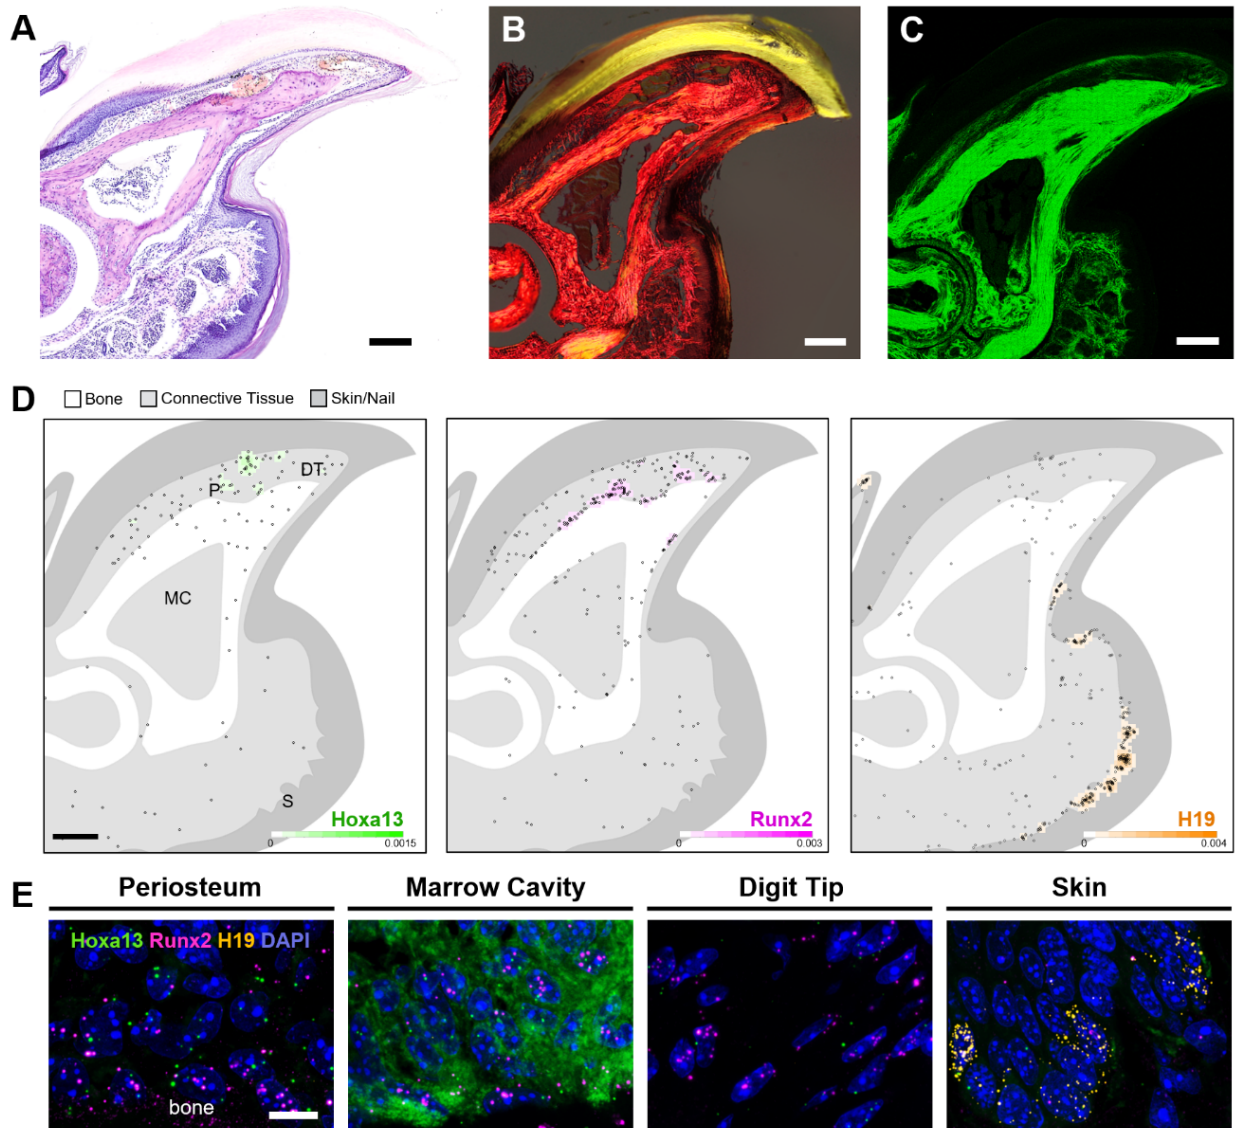 A
B
C
D
Bone Connective Tissue Skin/Nail
DT
P
MC
S
Hoxa13
0 0.0015
Runx2
0 0.003
H19
0 0.004
E
Periosteum
Marrow Cavity
Digit Tip
Skin
Hoxa13 Runx2 H19 DAPI
bone